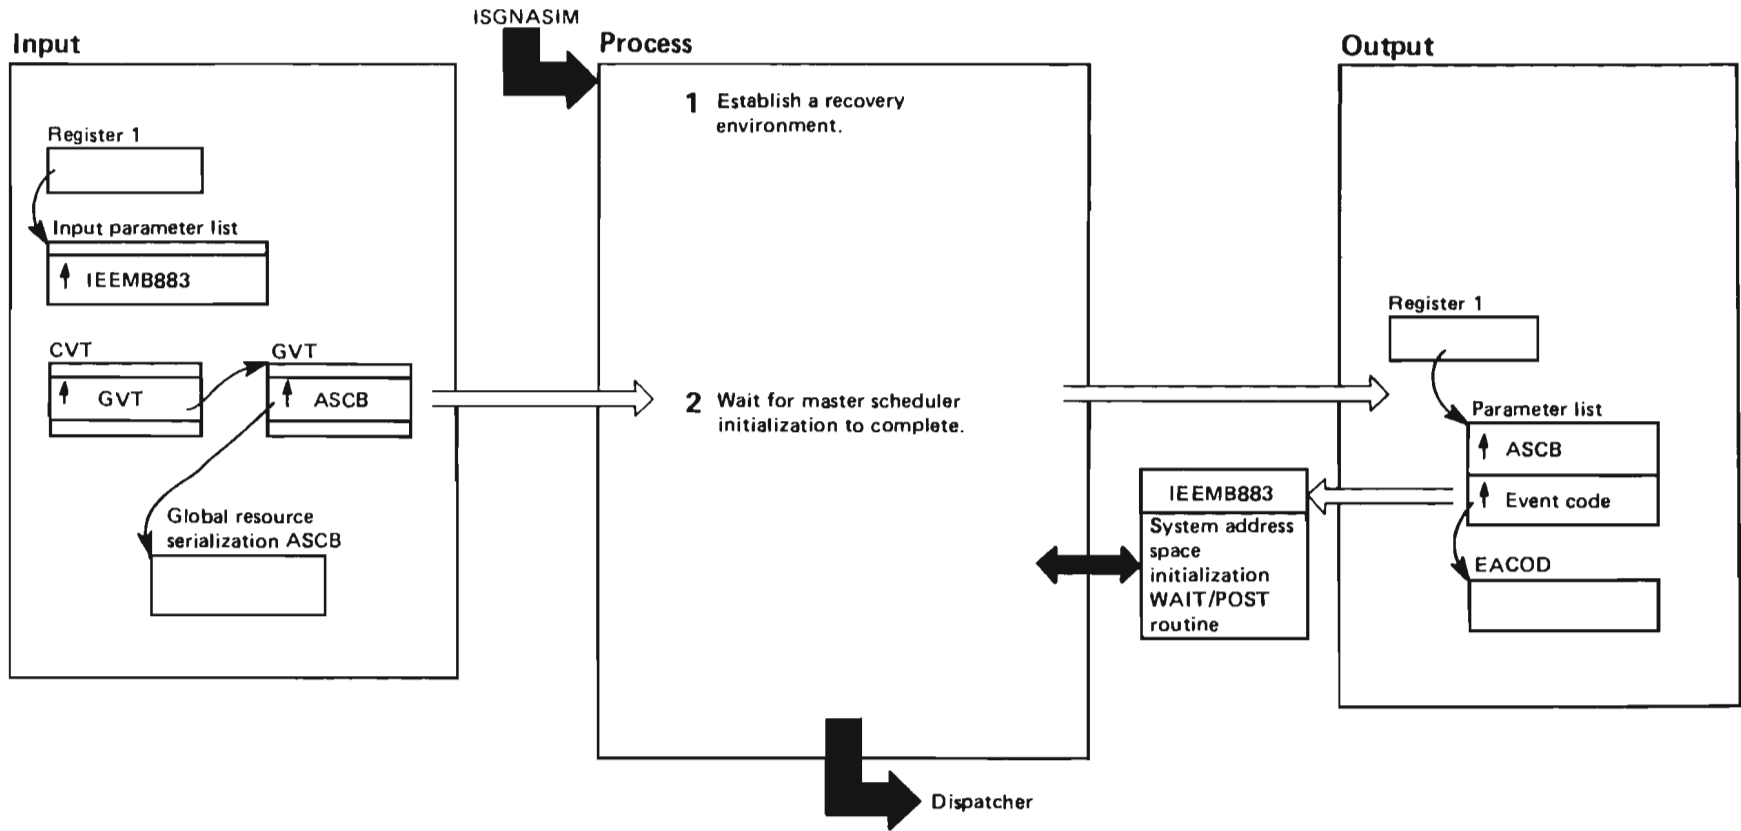 ISGNASIM
Input
Process
Output
Register 1
Input parameter list
IEEMB883
CVT
GVT
GVT
ASCB
Global resource
serialization ASCB
1 Establish a recovery
environment.
2 Wait for master scheduler
initialization to complete.
IEEMB883
System address
space
initialization
WAIT/POST
routine
Register 1
Parameter list
ASCB
Event code
EACOD
Dispatcher